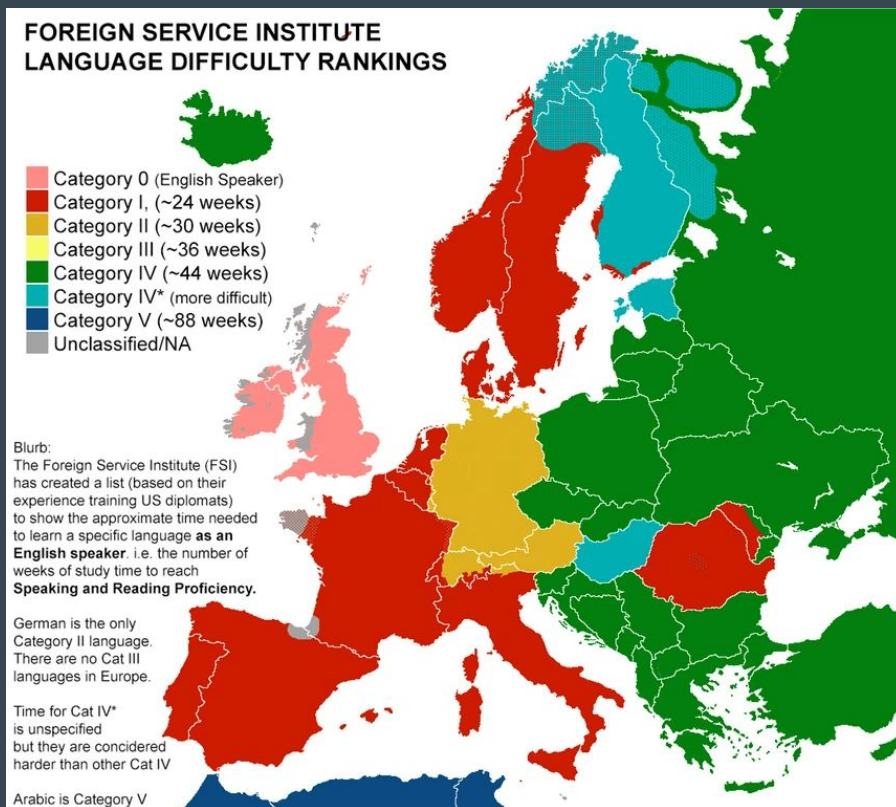 FOREIGN SERVICE INSTITUTE
LANGUAGE DIFFICULTY RANKINGS
Category 0 (English Speaker)
Category I, (~24 weeks)
Category II (~30 weeks)
Category III (~36 weeks)
Category IV (~44 weeks)
Category IV* (more difficult)
Category V (~88 weeks)
Unclassified/NA
Blurb:
The Foreign Service Institute (FSI)
has created a list (based on their
experience training US diplomats)
to show the approximate time needed
to learn a specific language as an
English speaker. i.e. the number of
weeks of study time to reach
Speaking and Reading Proficiency.
German is the only
Category II language.
There are no Cat III
languages in Europe.
Time for Cat IV*
is unspecified
but they are concidered
harder than other Cat IV
Arabic is Category V